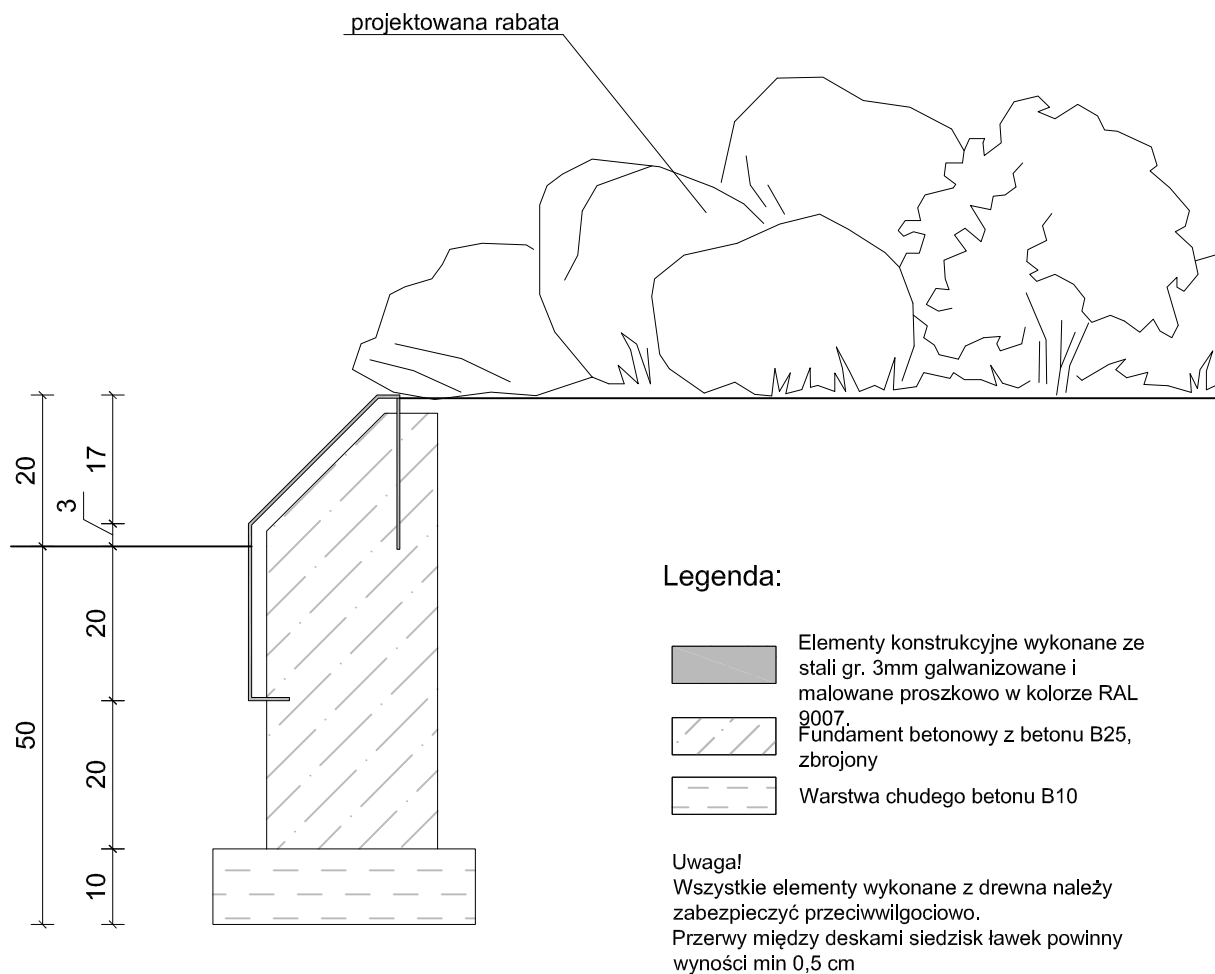 projektowana rabata
20
17
3
20
50
20
10
Legenda:
Elementy konstrukcyjne wykonane ze
stali gr. 3mm galwanizowane i
malowane proszkowo w kolorze RAL
9007.
Fundament betonowy z betonu B25,
zbrojony
Warstwa chudego betonu B10
Uwaga!
Wszystkie elementy wykonane z drewna należy
zabezpieczyć przeciwwilgociowo.
Przerwy między deskami siedzisk ławek powinny
wyności min 0,5 cm